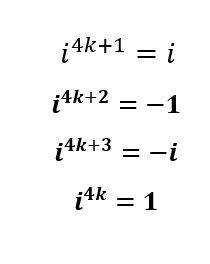 i^{4k+1} = i
i^{4k+2} = −1
i^{4k+3} = −i
i^{4k} = 1